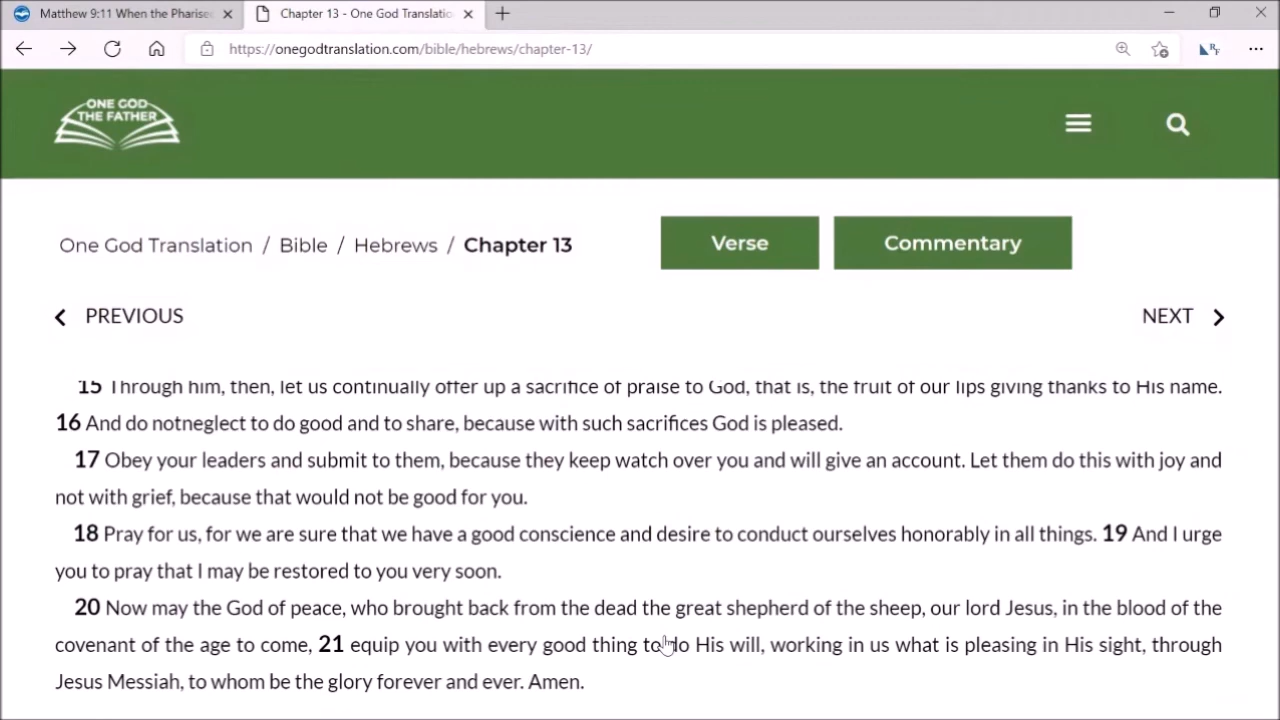 Matthew 9:11 When the Pharise
Chapter 13 - One God Translatio
https://onegodtranslation.com/bible/hebrews/chapter-13/
ONE GOD
THE FATHER
One God Translation / Bible / Hebrews / Chapter 13
Verse
Commentary
PREVIOUS
NEXT
15 Through him, then, let us continually offer up a sacrifice of praise to God, that is, the fruit of our lips giving thanks to His name.
16 And do notneglect to do good and to share, because with such sacrifices God is pleased.
17 Obey your leaders and submit to them, because they keep watch over you and will give an account. Let them do this with joy and
not with grief, because that would not be good for you.
18 Pray for us, for we are sure that we have a good conscience and desire to conduct ourselves honorably in all things. 19 And I urge
you to pray that I may be restored to you very soon.
20 Now may the God of peace, who brought back from the dead the great shepherd of the sheep, our lord Jesus, in the blood of the
covenant of the age to come, 21 equip you with every good thing to do His will, working in us what is pleasing in His sight, through
Jesus Messiah, to whom be the glory forever and ever. Amen.